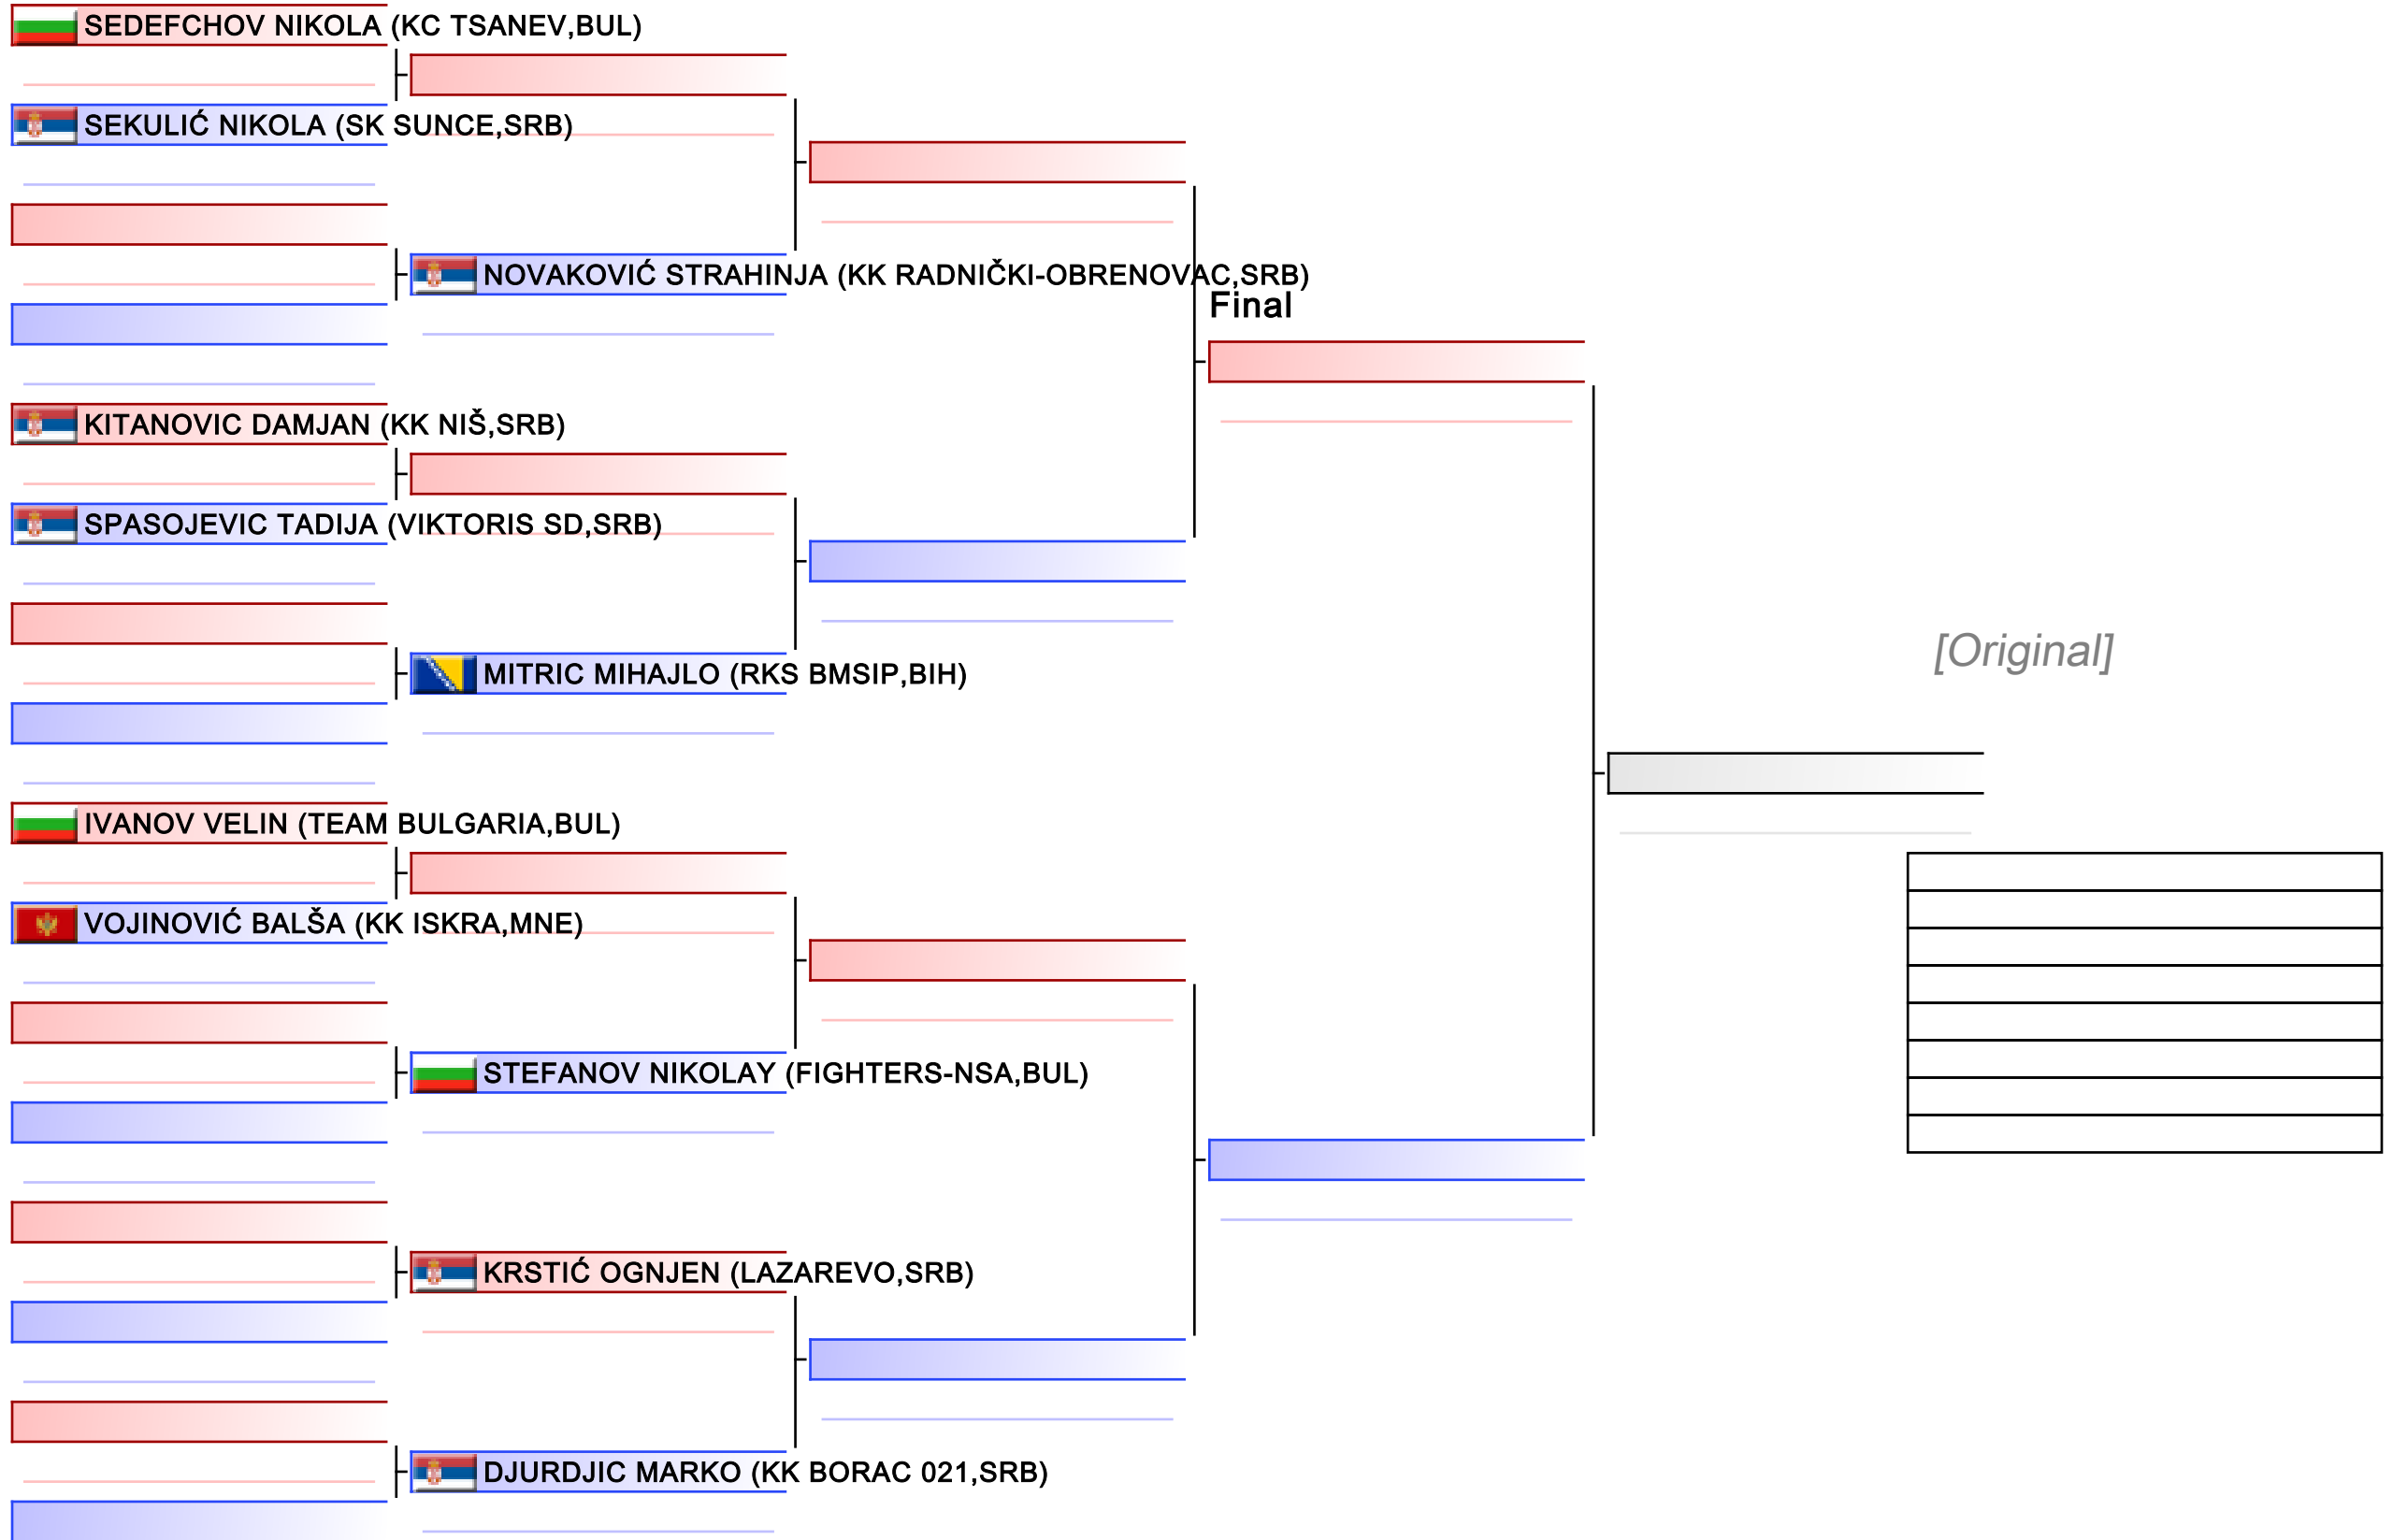 SEDEFCHOV NIKOLA (KC TSANEV,BUL)
SEKULIĆ NIKOLA (SK SUNCE,SRB)
NOVAKOVIĆ STRAHINJA (KK RADNIČKI-OBRENOVAC,SRB)
Final
KITANOVIC DAMJAN (KK NIŠ,SRB)
SPASOJEVIC TADIJA (VIKTORIS SD,SRB)
[Original]
MITRIC MIHAJLO (RKS BMSIP,BIH)
IVANOV VELIN (TEAM BULGARIA,BUL)
VOJINOVIĆ BALŠA (KK ISKRA,MNE)
STEFANOV NIKOLAY (FIGHTERS-NSA,BUL)
KRSTIĆ OGNJEN (LAZAREVO,SRB)
DJURDJIC MARKO (KK BORAC 021,SRB)